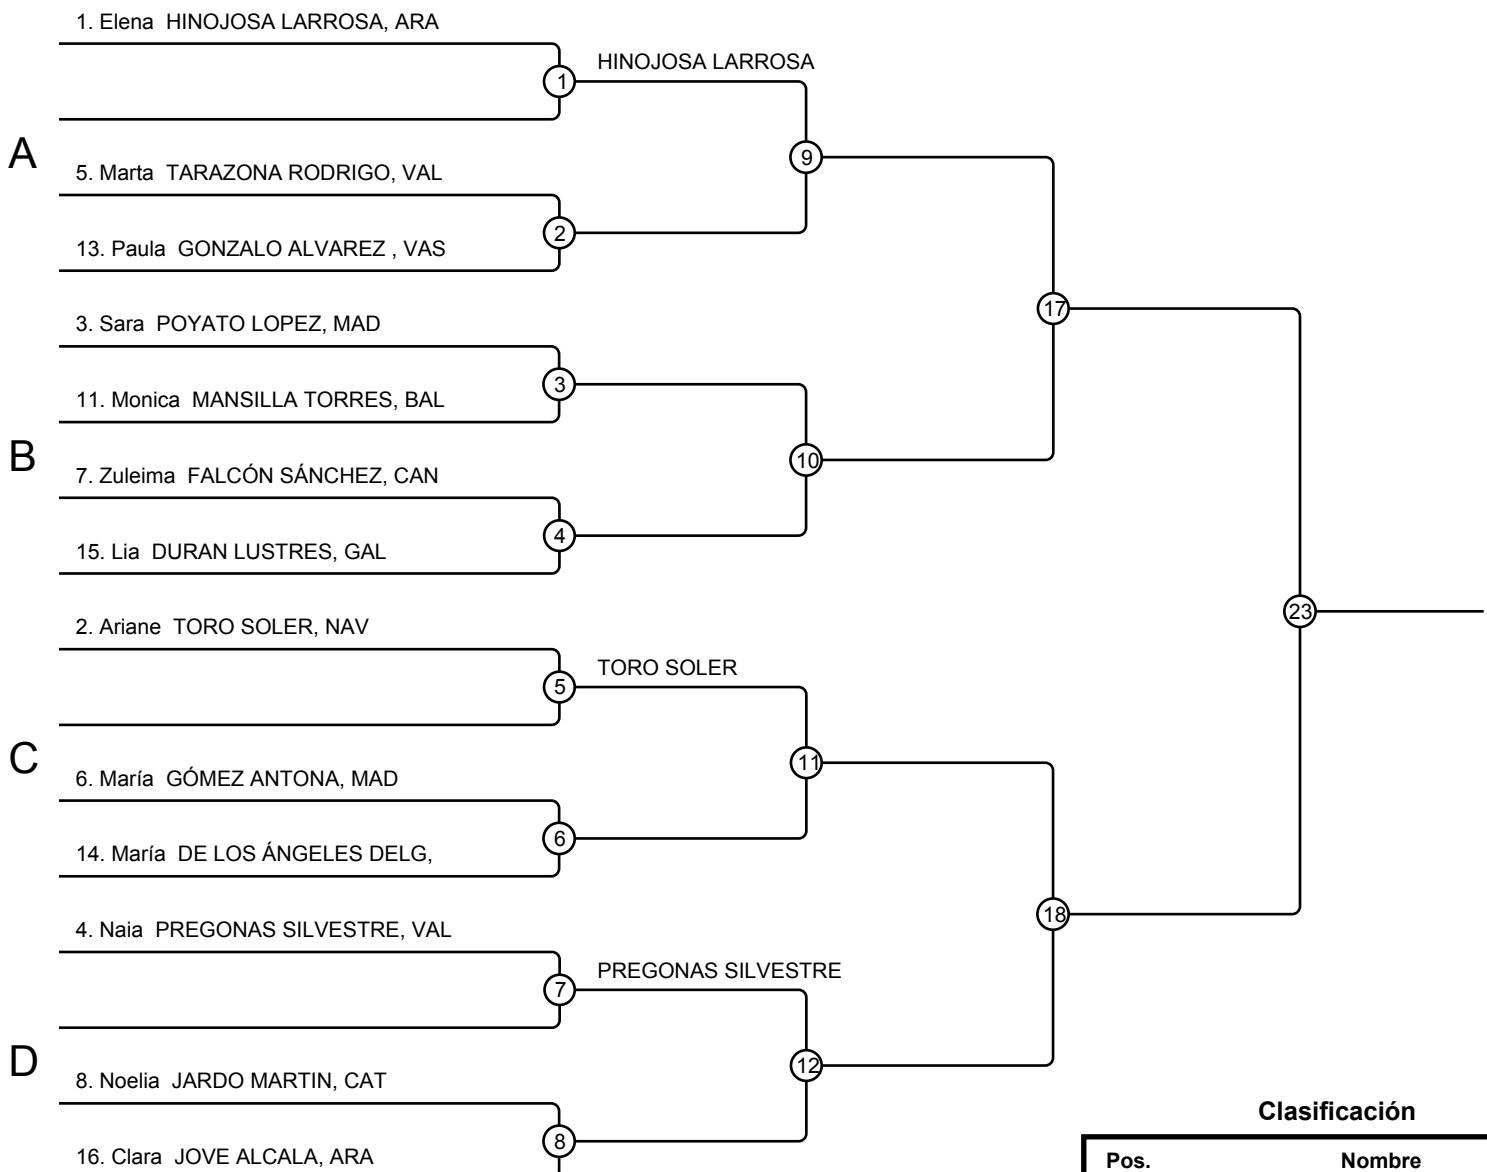 1. Elena  HINOJOSA LARROSA, ARA
HINOJOSA LARROSA
1
A
9
5. Marta  TARAZONA RODRIGO, VAL
2
13. Paula  GONZALO ALVAREZ , VAS
17
3. Sara  POYATO LOPEZ, MAD
3
11. Monica  MANSILLA TORRES, BAL
B
10
7. Zuleima  FALCÓN SÁNCHEZ, CAN
4
15. Lia  DURAN LUSTRES, GAL
23
2. Ariane  TORO SOLER, NAV
TORO SOLER
5
C
11
6. María  GÓMEZ ANTONA, MAD
6
14. María  DE LOS ÁNGELES DELG,
18
4. Naia  PREGONAS SILVESTRE, VAL
PREGONAS SILVESTRE
7
D
12
8. Noelia  JARDO MARTIN, CAT
8
16. Clara  JOVE ALCALA, ARA
Clasificación
Pos. Nombre